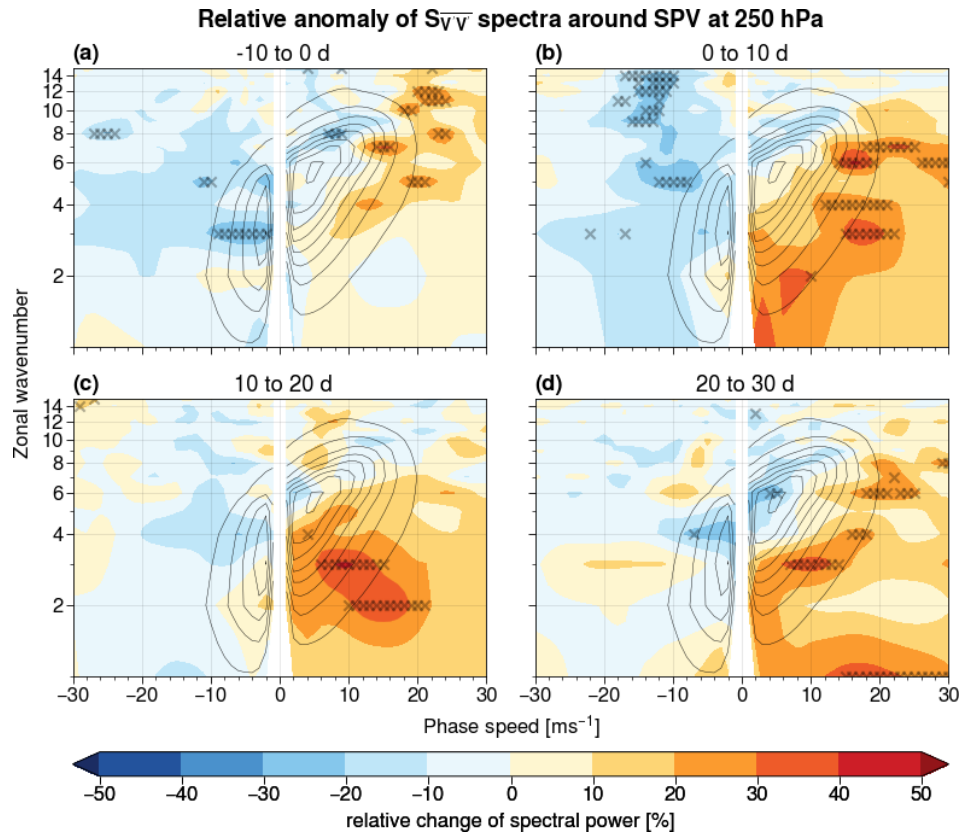 Relative anomaly of S_V'V' spectra around SPV at 250 hPa
(a) -10 to 0 d
(b) 0 to 10 d
14
12
10
8
6
4
2
(c) 10 to 20 d
(d) 20 to 30 d
Zonal wavenumber
14
12
10
8
6
4
2
−30 −20 −10 0 10 20 30
−30 −20 −10 0 10 20 30
Phase speed [ms⁻¹]
−50 −40 −30 −20 −10 0 10 20 30 40 50
relative change of spectral power [%]